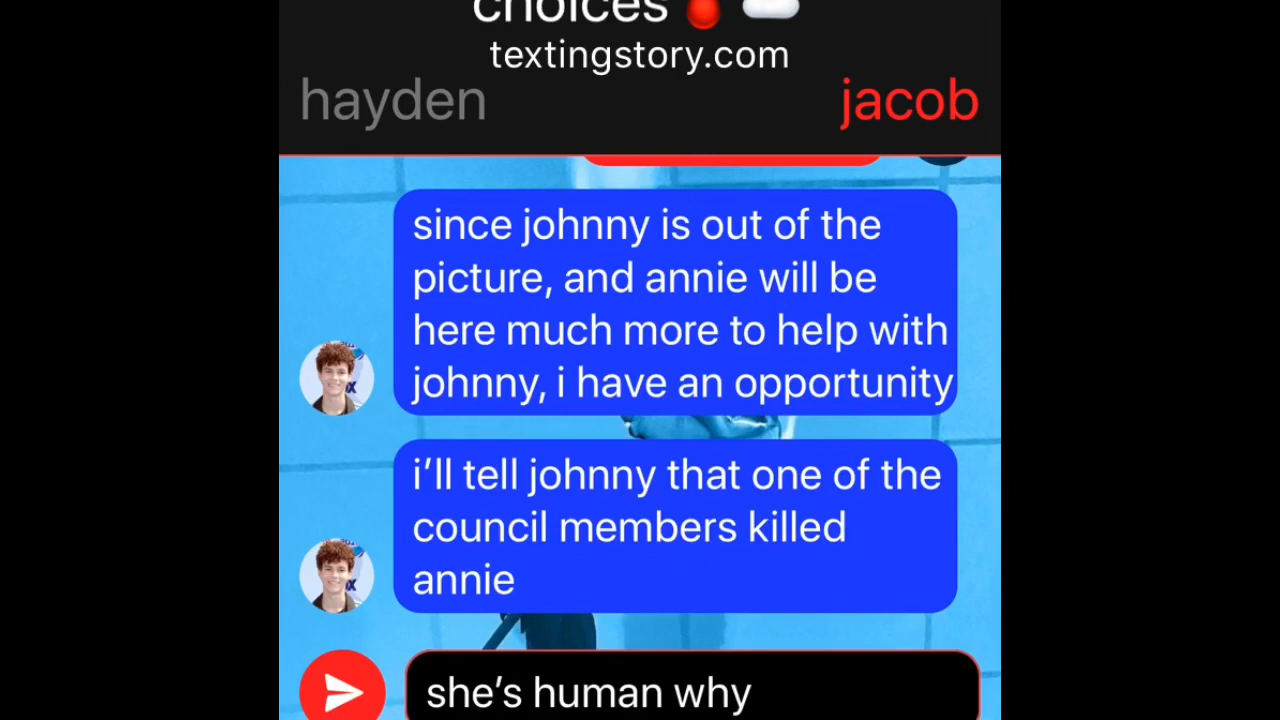 choices
textingstory.com
hayden
jacob
since johnny is out of the
picture, and annie will be
here much more to help with
johnny, i have an opportunity
i’ll tell johnny that one of the
council members killed
annie
she’s human why